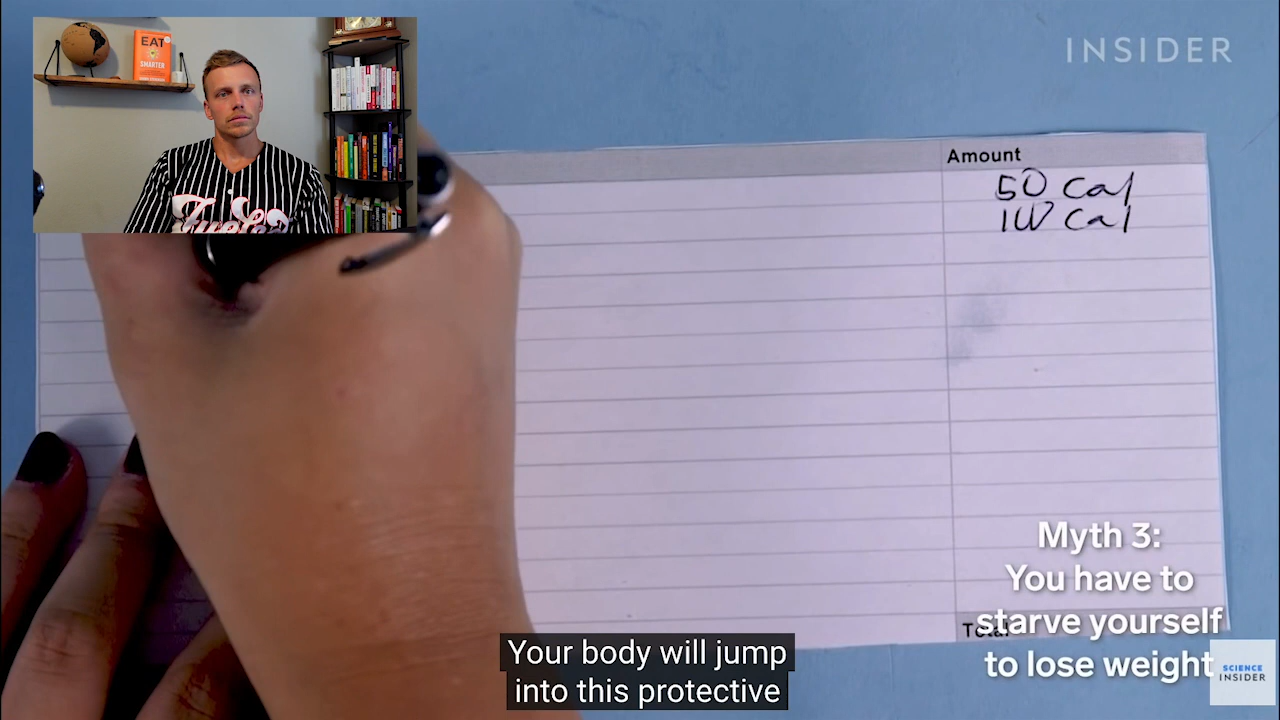 EAT
SMARTER
INSIDER
Amount
50 Cal
100 Cal
Myth 3:
You have to
starve yourself
to lose weight
Total
Your body will jump
into this protective
SCIENCE
INSIDER